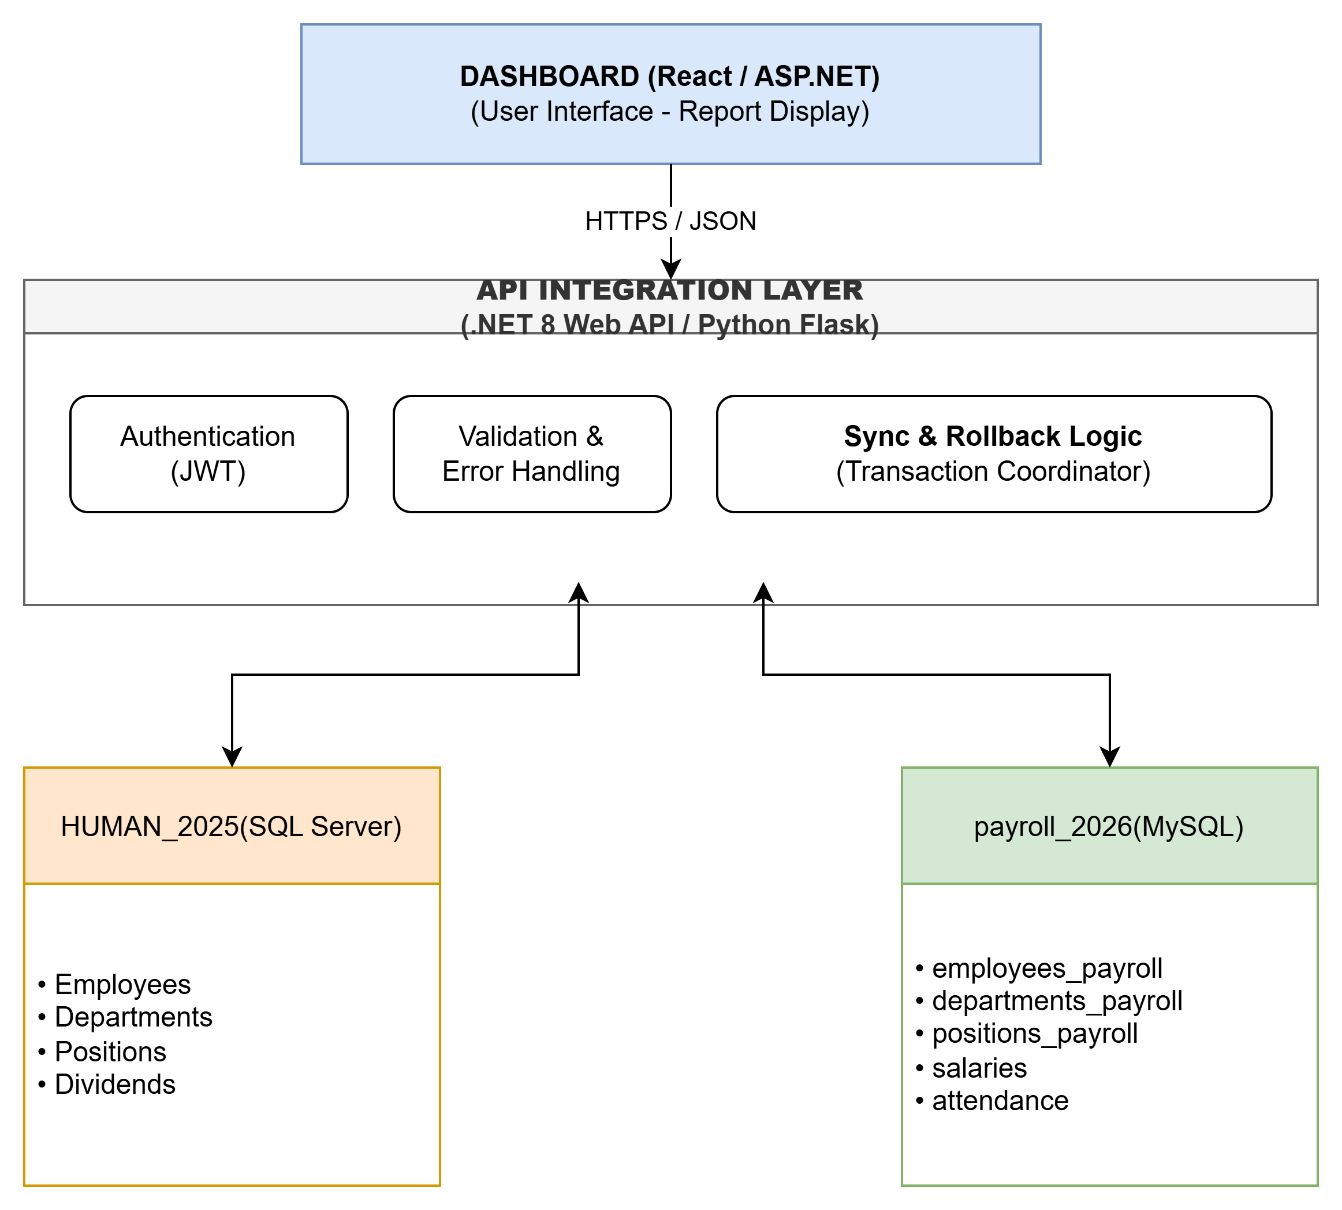 DASHBOARD (React / ASP.NET)
(User Interface - Report Display)
HTTPS / JSON
API INTEGRATION LAYER
(.NET 8 Web API / Python Flask)
Authentication
(JWT)
Validation &
Error Handling
Sync & Rollback Logic
(Transaction Coordinator)
HUMAN_2025(SQL Server)
• Employees
• Departments
• Positions
• Dividends
payroll_2026(MySQL)
• employees_payroll
• departments_payroll
• positions_payroll
• salaries
• attendance